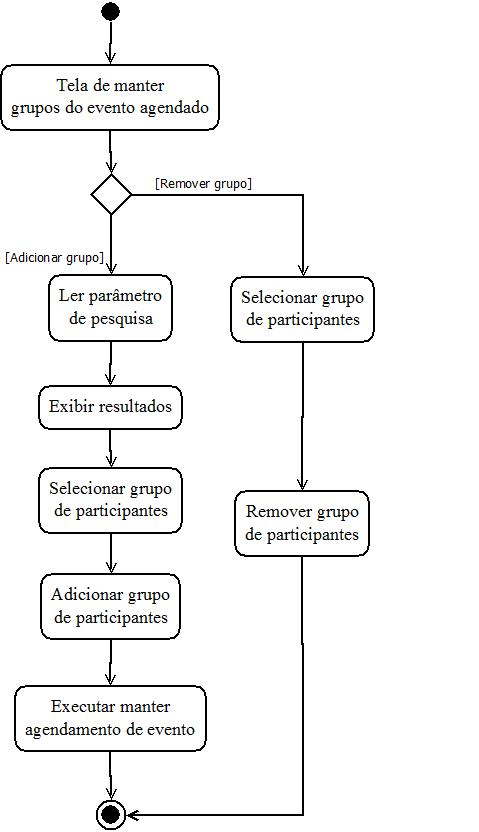 Tela de manter
grupos do evento agendado
[Remover grupo]
[Adicionar grupo]
Ler parâmetro
de pesquisa
Selecionar grupo
de participantes
Exibir resultados
Selecionar grupo
de participantes
Remover grupo
de participantes
Adicionar grupo
de participantes
Executar manter
agendamento de evento